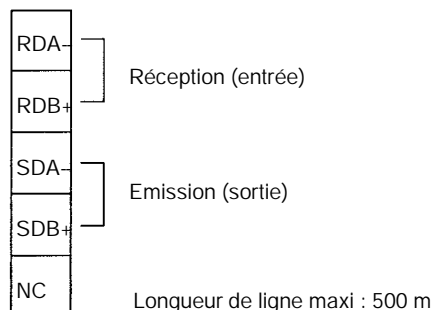 RDA-
Réception (entrée)
RDB+
SDA-
Emission (sortie)
SDB+
NC
Longueur de ligne maxi : 500 m